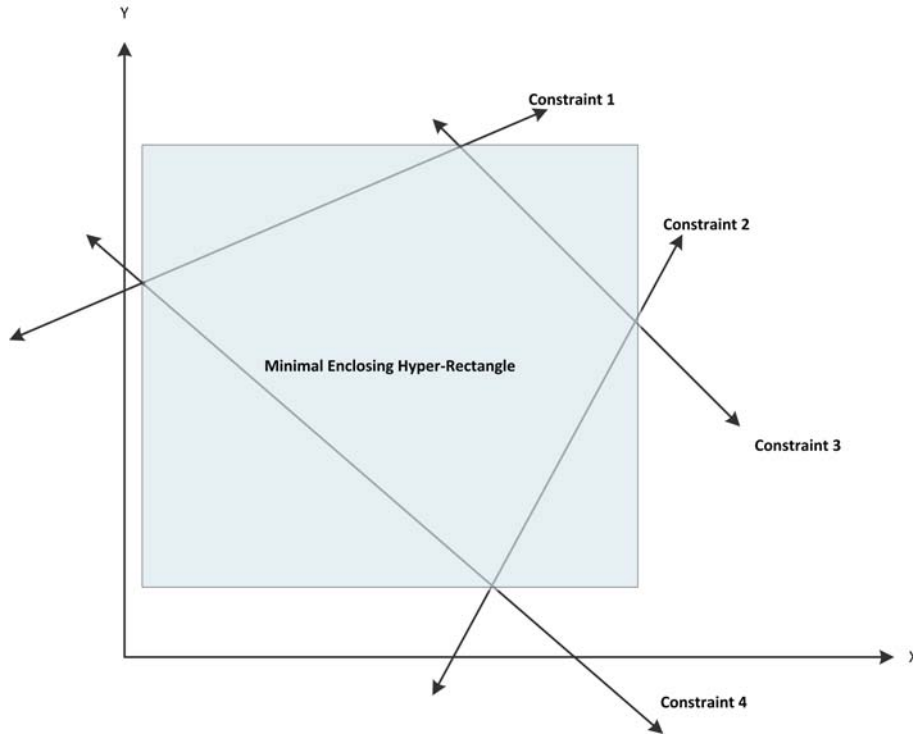 Y
Constraint 1
Constraint 2
Minimal Enclosing Hyper-Rectangle
Constraint 3
X
Constraint 4